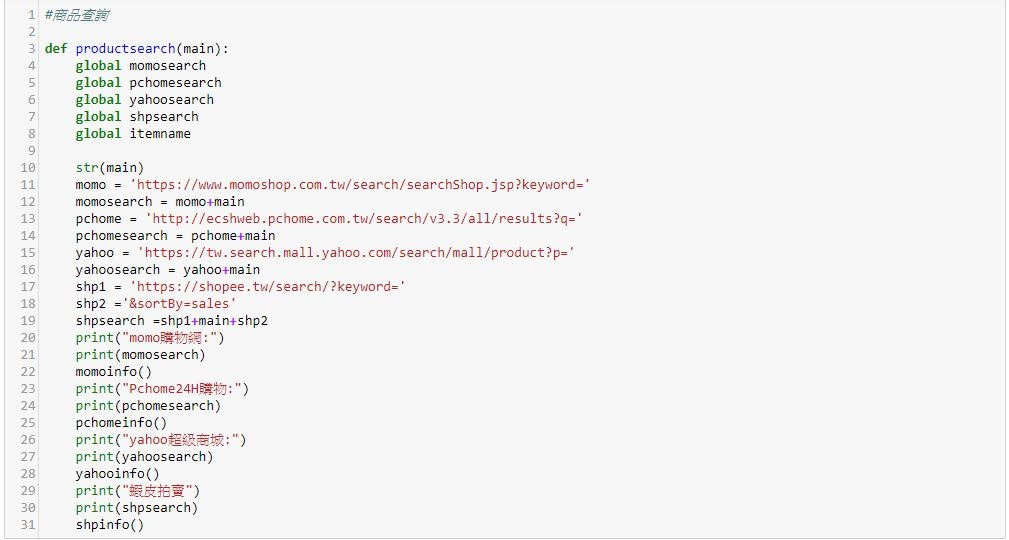 1 #商品查詢
2
3 def productsearch(main):
4     global momosearch
5     global pchomesearch
6     global yahoosearch
7     global shpsearch
8     global itemname
9
10     str(main)
11     momo = 'https://www.momoshop.com.tw/search/searchShop.jsp?keyword='
12     momosearch = momo+main
13     pchome = 'http://ecshweb.pchome.com.tw/search/v3.3/all/results?q='
14     pchomesearch = pchome+main
15     yahoo = 'https://tw.search.mall.yahoo.com/search/mall/product?p='
16     yahoosearch = yahoo+main
17     shp1 = 'https://shopee.tw/search/?keyword='
18     shp2 ='&sortBy=sales'
19     shpsearch =shp1+main+shp2
20     print("momo購物網:")
21     print(momosearch)
22     momoinfo()
23     print("Pchome24H購物:")
24     print(pchomesearch)
25     pchomeinfo()
26     print("yahoo超級商城:")
27     print(yahoosearch)
28     yahooinfo()
29     print("蝦皮拍賣")
30     print(shpsearch)
31     shpinfo()